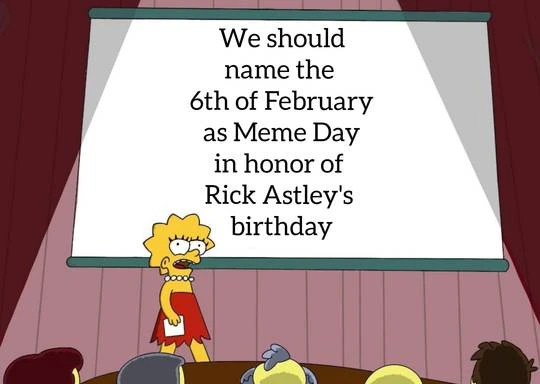 We should
name the
6th of February
as Meme Day
in honor of
Rick Astley's
birthday